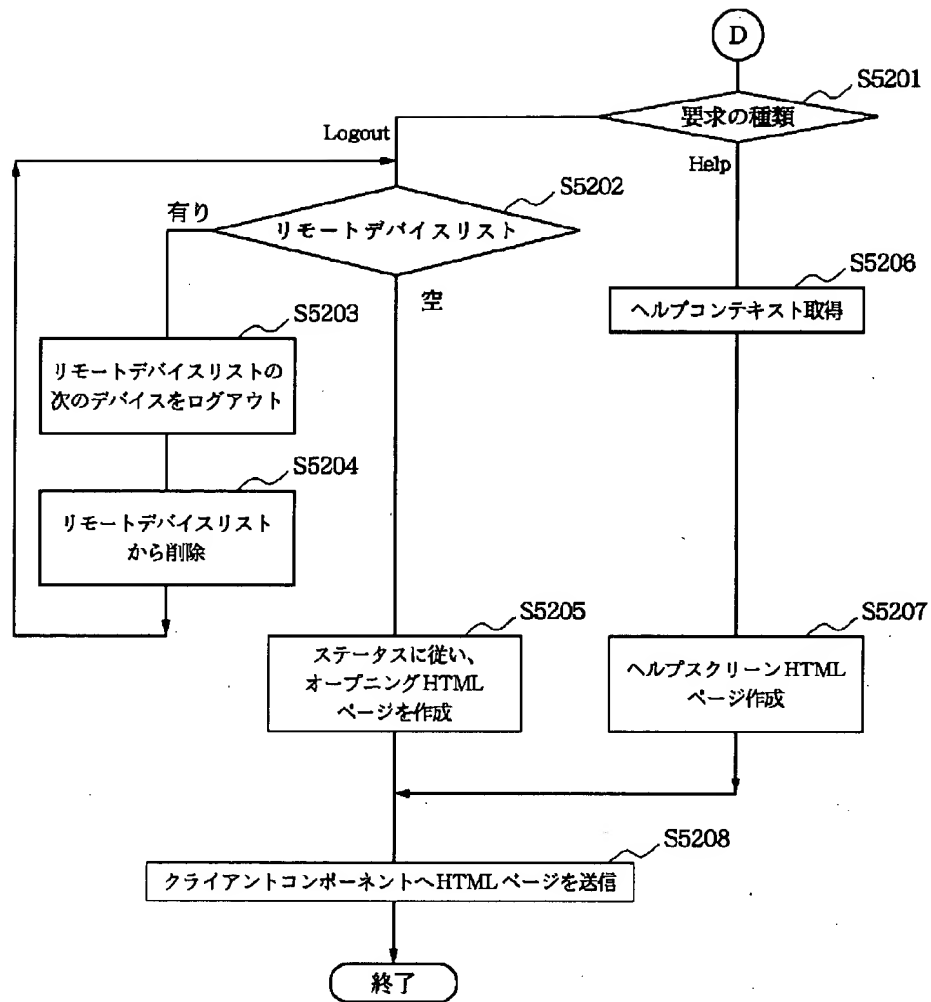 D
S5201
要求の種類
Logout
Help
S5202
有り
リモートデバイスリスト
空
S5206
ヘルプコンテキスト取得
S5203
リモートデバイスリストの
次のデバイスをログアウト
S5204
リモートデバイスリスト
から削除
S5205
ステータスに従い、
オープニングHTML
ページを作成
S5207
ヘルプスクリーンHTML
ページ作成
S5208
クライアントコンポーネントへHTMLページを送信
終了